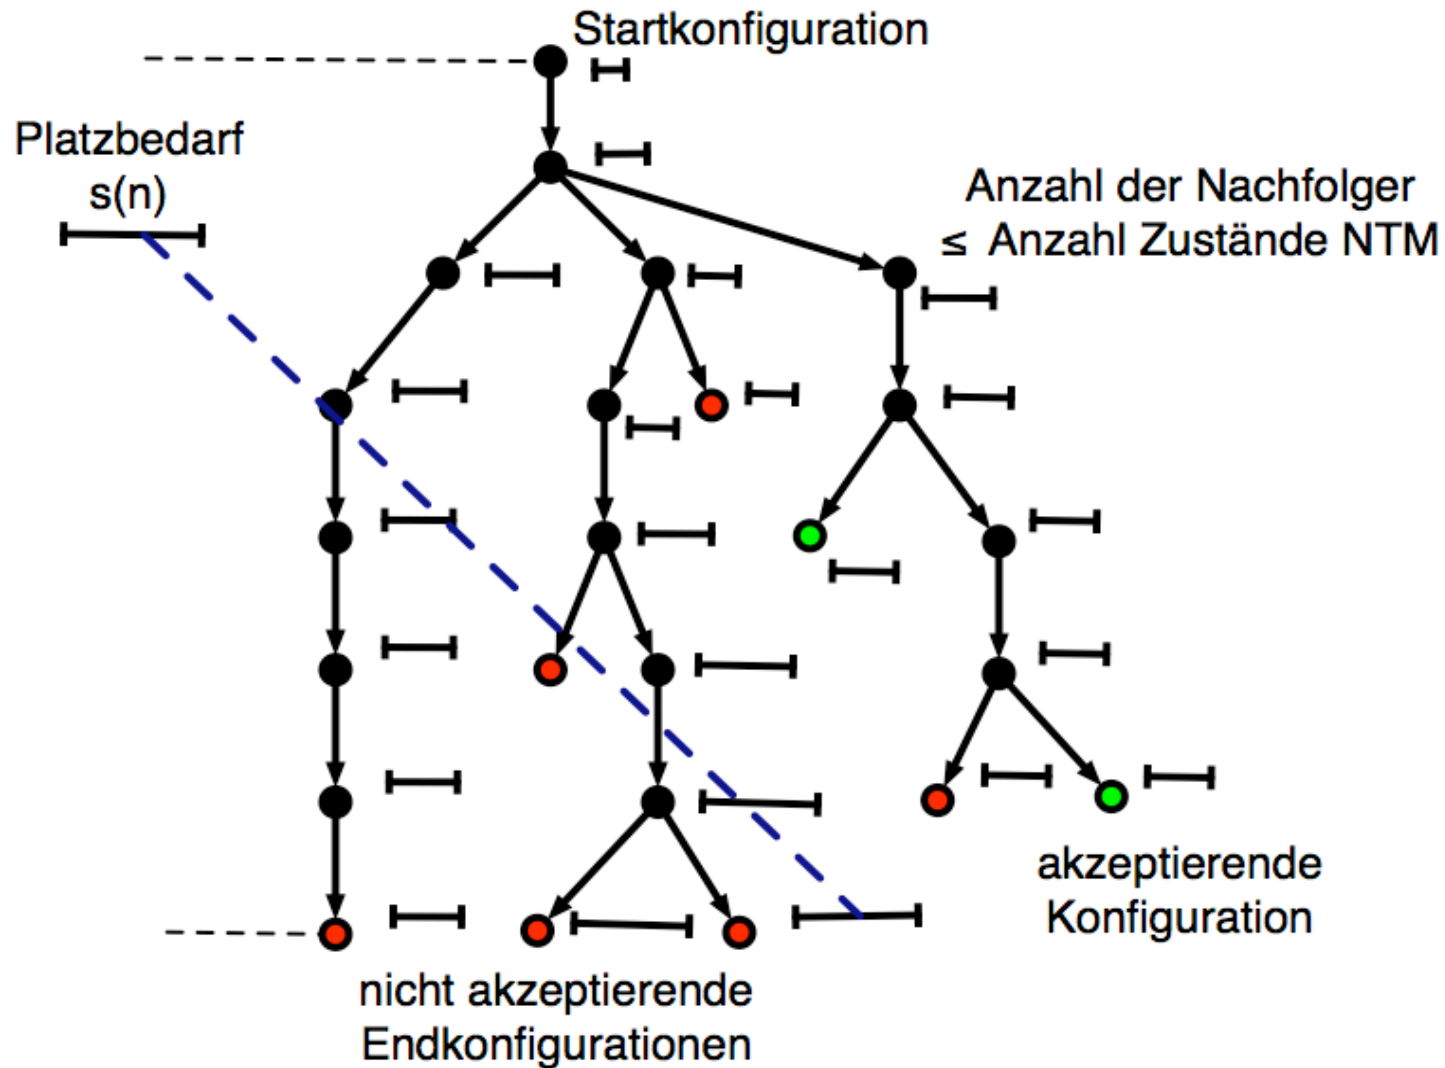 Startkonfiguration
Platzbedarf
s(n)
Anzahl der Nachfolger
≤ Anzahl Zustände NTM
akzeptierende
Konfiguration
nicht akzeptierende
Endkonfigurationen